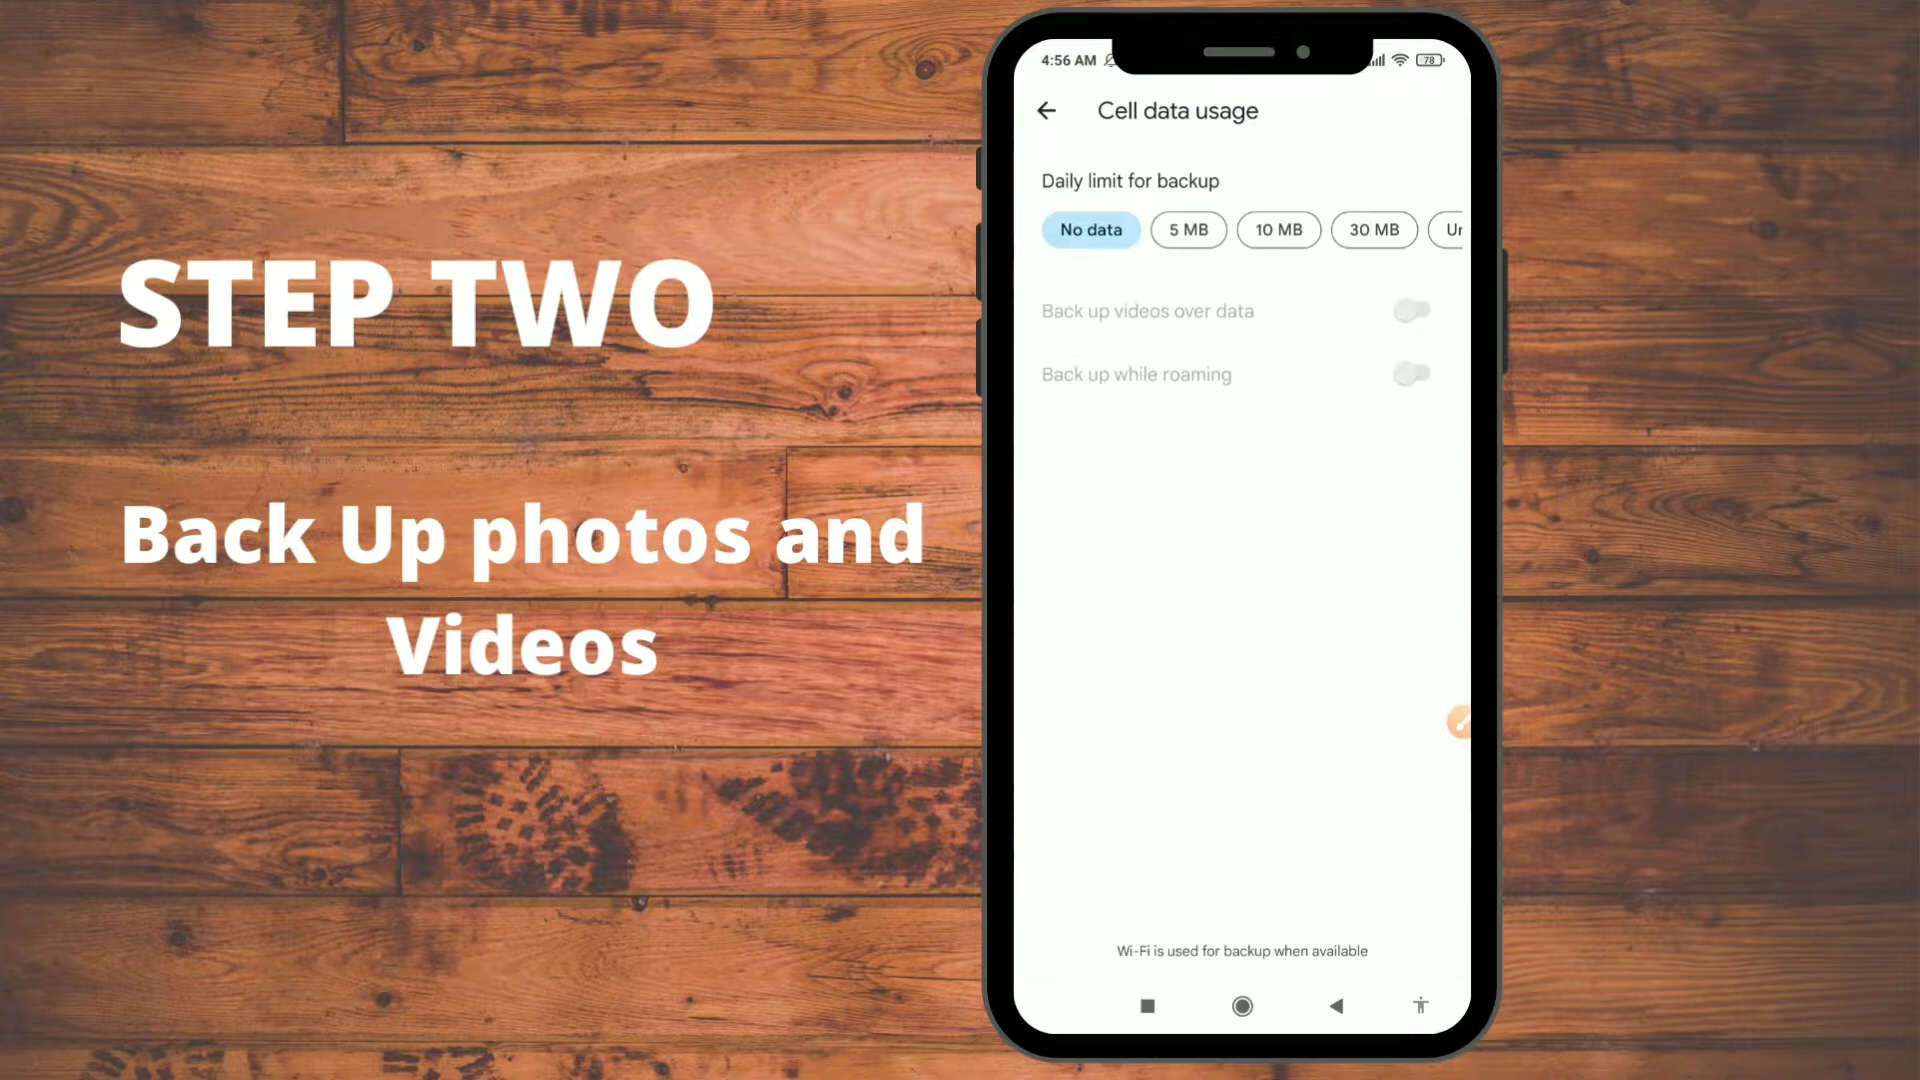 STEP TWO
Back Up photos and
Videos
4:56 AM
78
Cell data usage
Daily limit for backup
No data
5 MB
10 MB
30 MB
Back up videos over data
Back up while roaming
Wi-Fi is used for backup when available